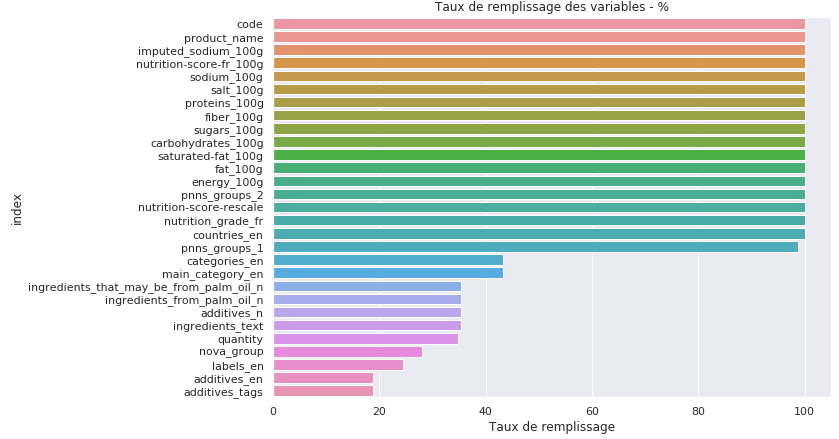 Taux de remplissage des variables - %
code
product_name
imputed_sodium_100g
nutrition-score-fr_100g
sodium_100g
salt_100g
proteins_100g
fiber_100g
sugars_100g
carbohydrates_100g
saturated-fat_100g
fat_100g
energy_100g
pnns_groups_2
nutrition-score-rescale
nutrition_grade_fr
countries_en
pnns_groups_1
categories_en
main_category_en
ingredients_that_may_be_from_palm_oil_n
ingredients_from_palm_oil_n
additives_n
ingredients_text
quantity
nova_group
labels_en
additives_en
additives_tags
index
0 20 40 60 80 100
Taux de remplissage